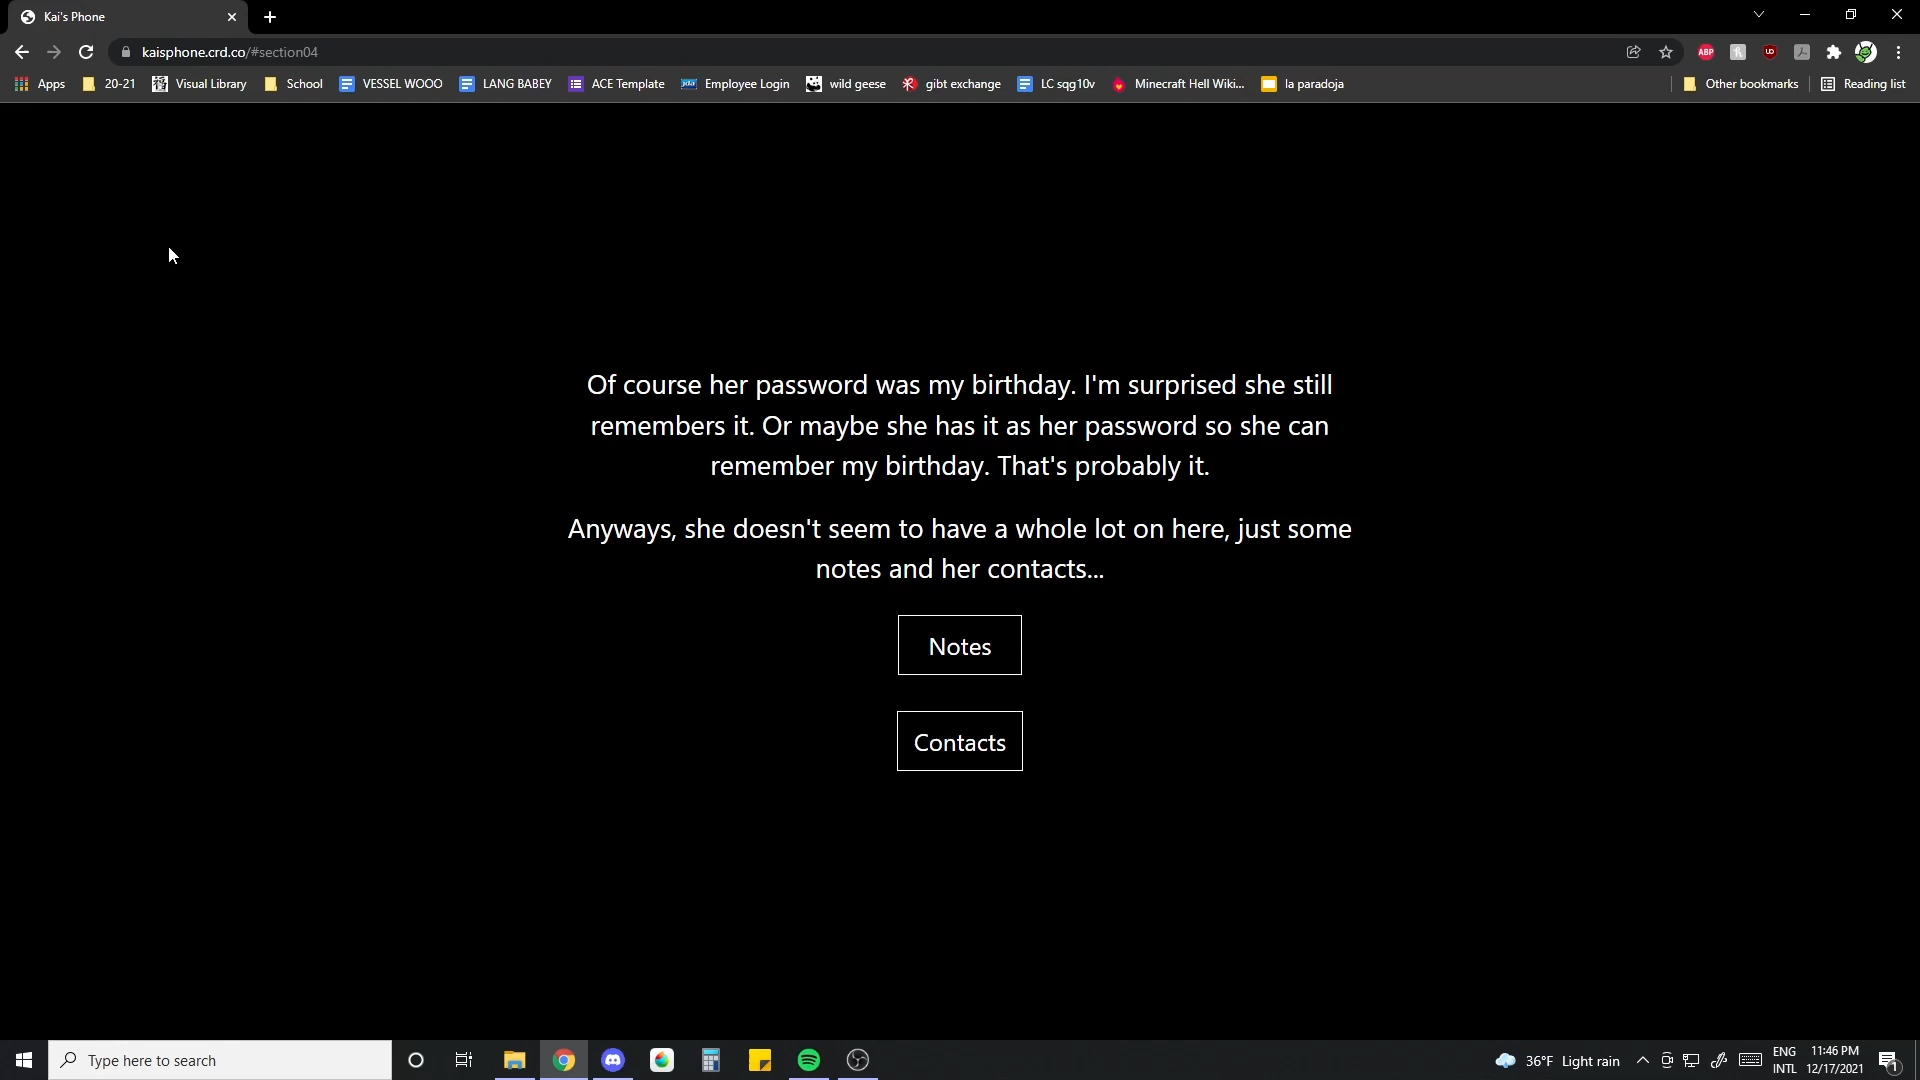 Kai's Phone
kaisphone.crd.co/#section04
ABP
Apps 20-21 Visual Library School VESSEL WOOO LANG BABEY ACE Template Employee Login wild geese gibt exchange LC sqg10v Minecraft Hell Wiki... la paradoja Other bookmarks Reading list
Of course her password was my birthday. I'm surprised she still
remembers it. Or maybe she has it as her password so she can
remember my birthday. That's probably it.
Anyways, she doesn't seem to have a whole lot on here, just some
notes and her contacts...
Notes
Contacts
Type here to search
36°F Light rain
ENG
INTL
11:46 PM
12/17/2021
1